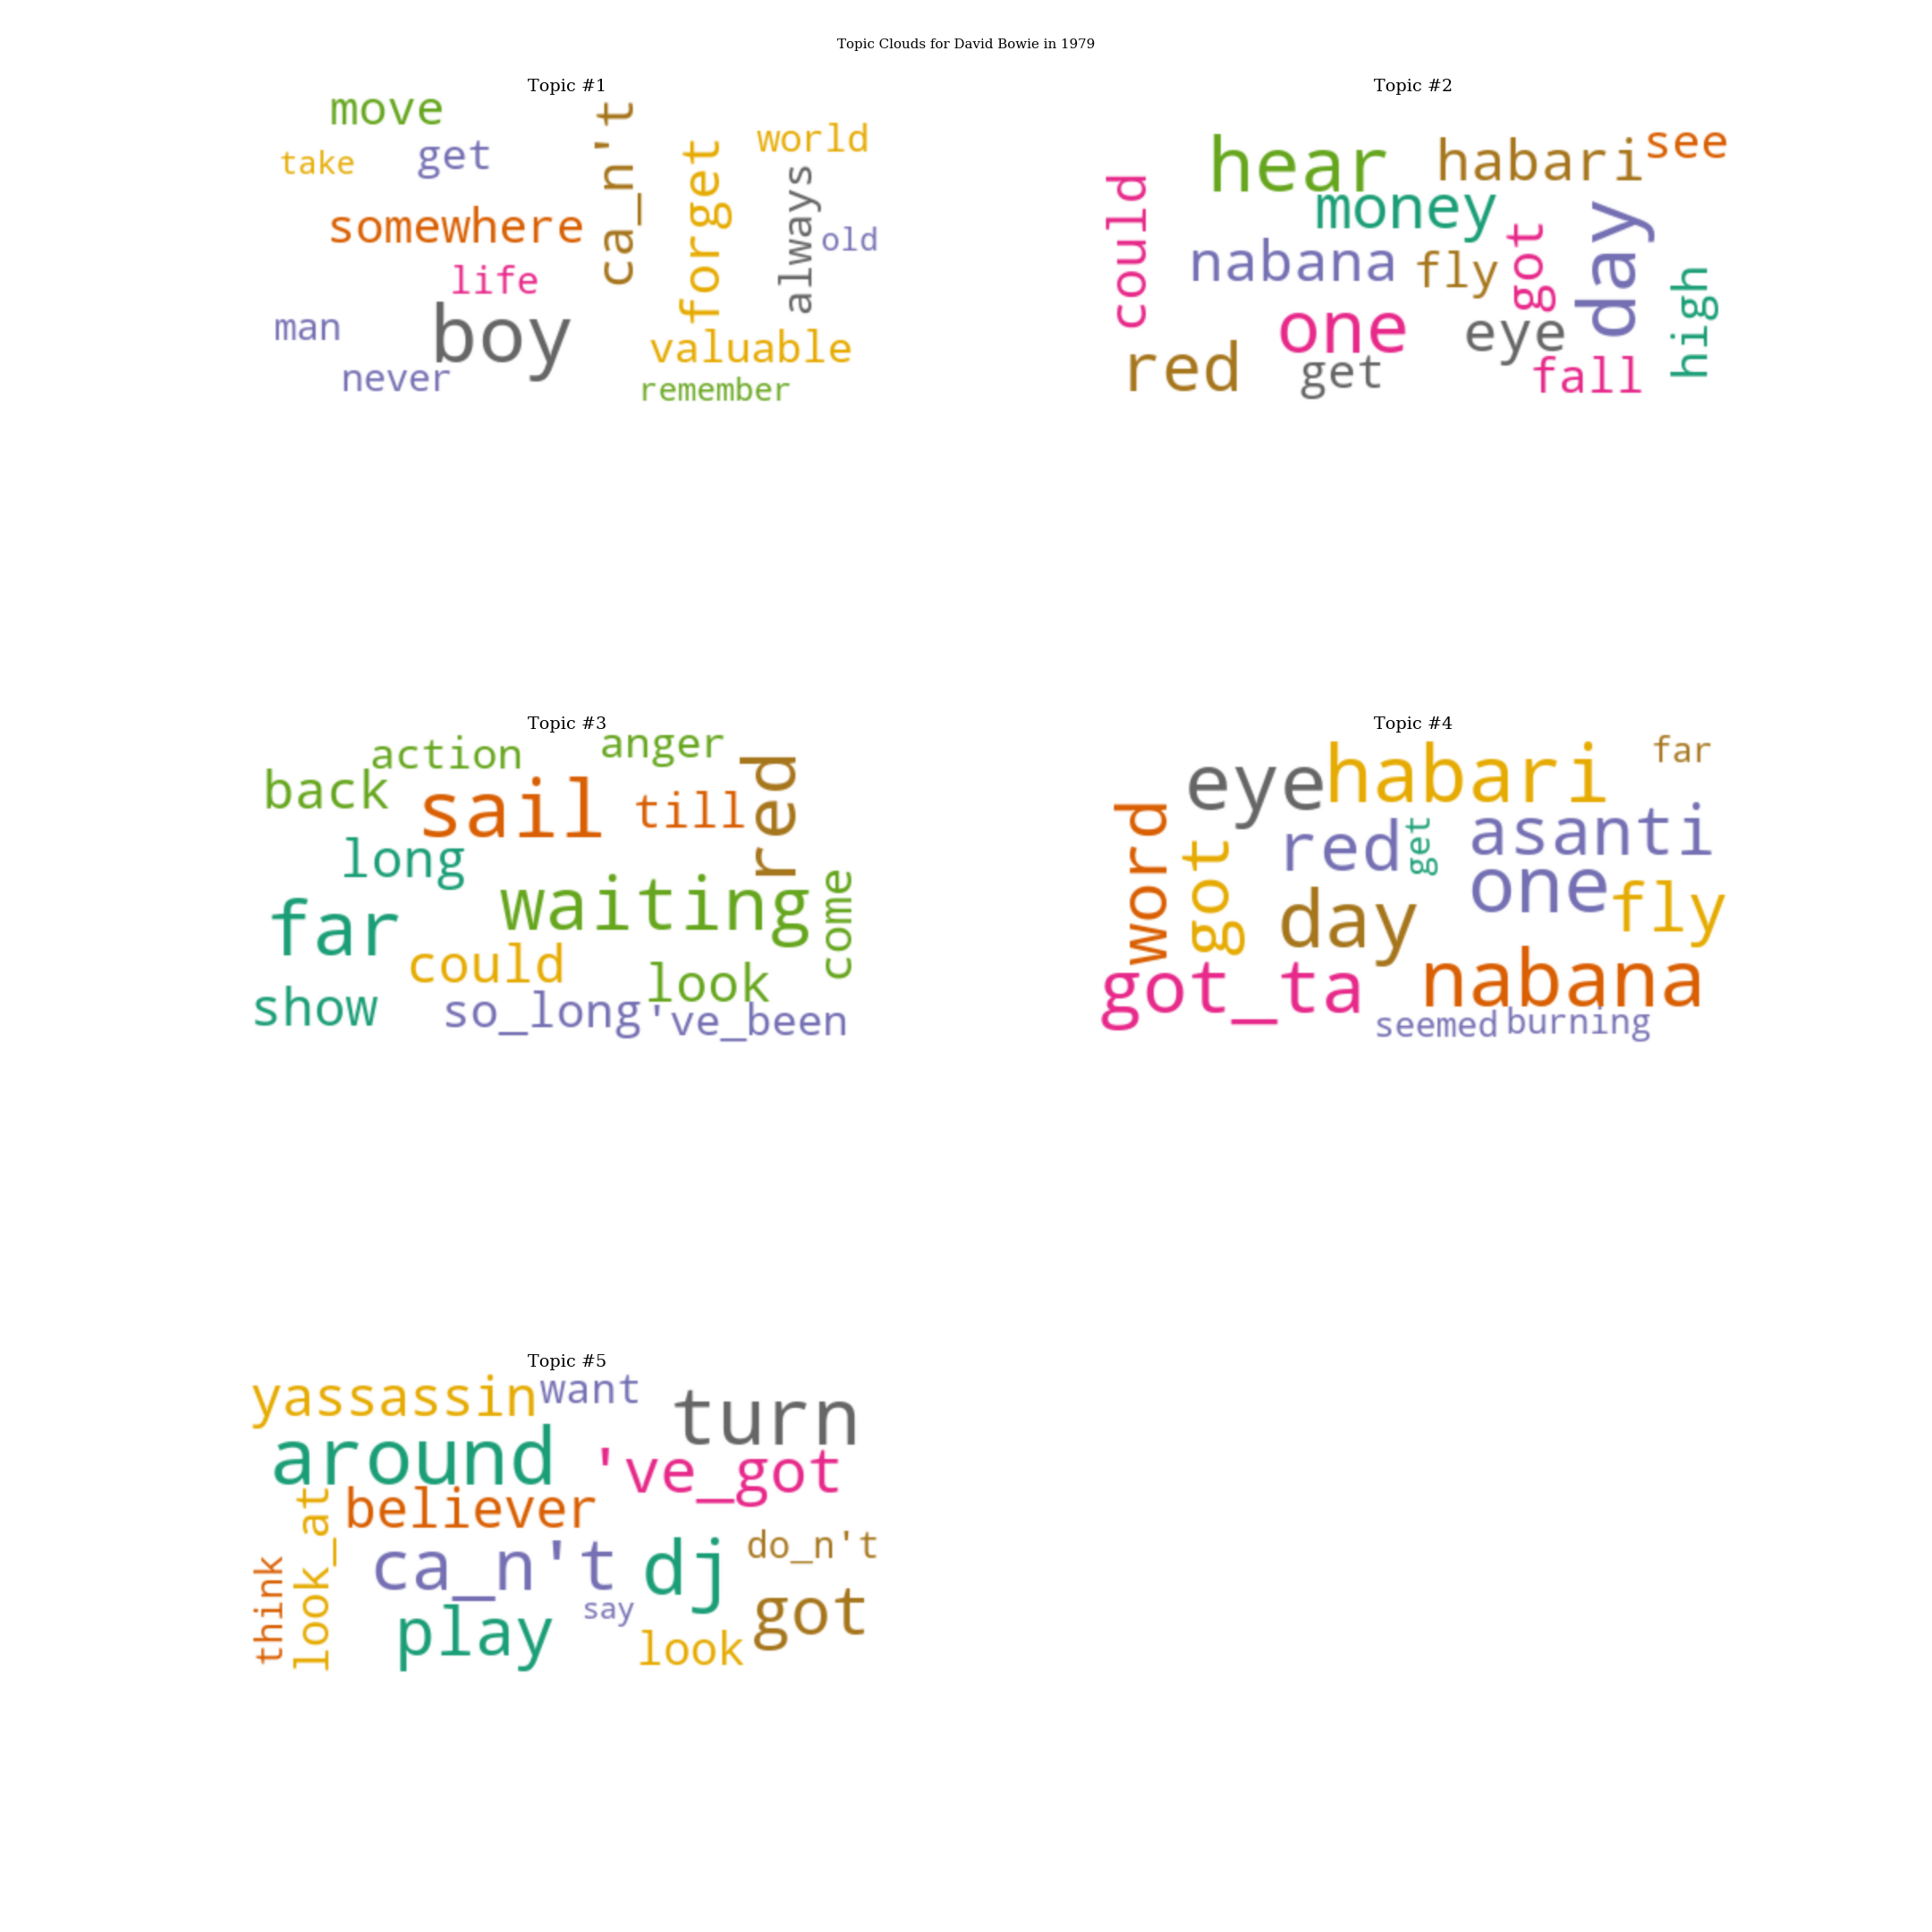 Topic Clouds for David Bowie in 1979
Topic #1
move
take
get
ca_n't
forget
world
always
old
somewhere
life
man
boy
never
valuable
remember
Topic #2
hear
habari
see
could
money
nabana
fly
got
day
high
one
eye
red
get
fall
Topic #3
action
anger
back
sail
till
red
long
waiting
come
far
could
look
show
so_long
've_been
Topic #4
far
eye
habari
word
got
red
get
asanti
one
fly
day
got_ta
nabana
seemed
burning
Topic #5
yassassin
want
turn
around
've_got
believer
look_at
think
ca_n't
dj
do_n't
say
got
play
look